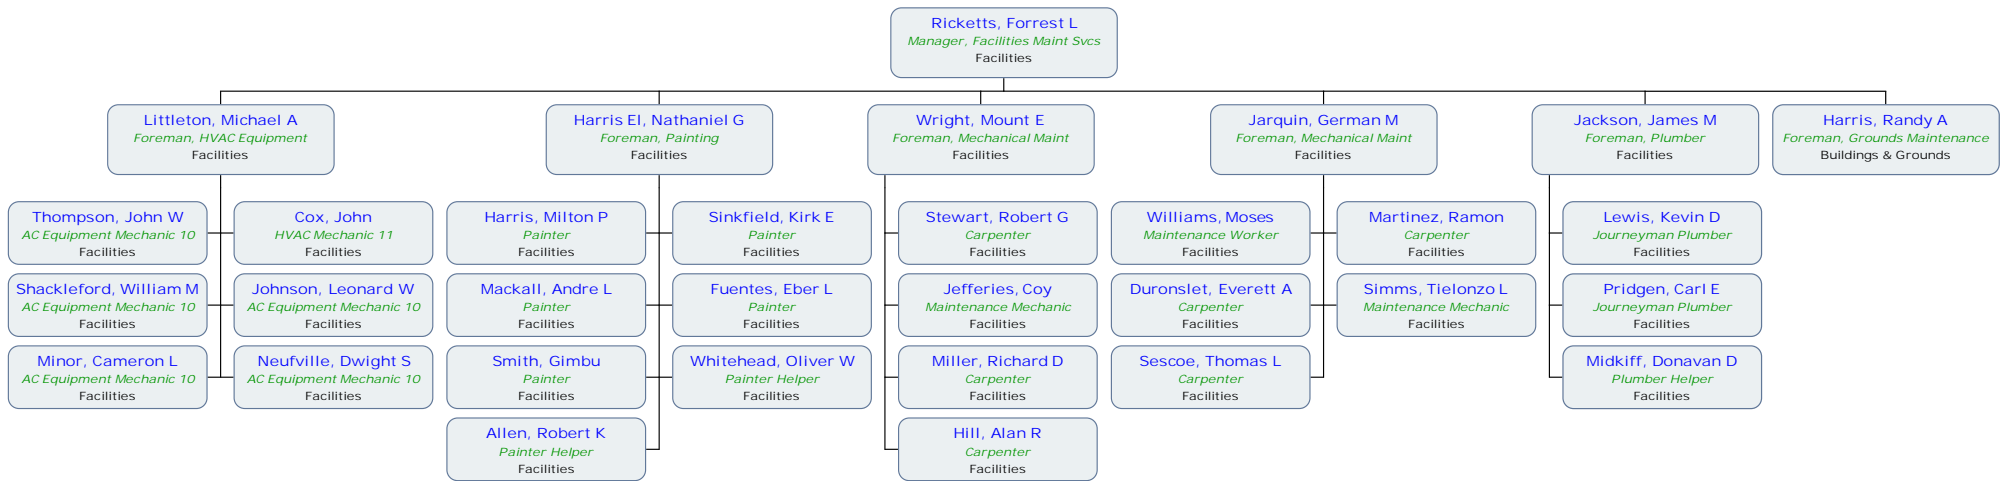 Ricketts, Forrest L
Manager, Facilities Maint Svcs
Facilities
Littleton, Michael A
Foreman, HVAC Equipment
Facilities
Harris El, Nathaniel G
Foreman, Painting
Facilities
Wright, Mount E
Foreman, Mechanical Maint
Facilities
Jarquin, German M
Foreman, Mechanical Maint
Facilities
Jackson, James M
Foreman, Plumber
Facilities
Harris, Randy A
Foreman, Grounds Maintenance
Buildings & Grounds
Thompson, John W
AC Equipment Mechanic 10
Facilities
Cox, John
HVAC Mechanic 11
Facilities
Shackleford, William M
AC Equipment Mechanic 10
Facilities
Johnson, Leonard W
AC Equipment Mechanic 10
Facilities
Minor, Cameron L
AC Equipment Mechanic 10
Facilities
Neufville, Dwight S
AC Equipment Mechanic 10
Facilities
Harris, Milton P
Painter
Facilities
Sinkfield, Kirk E
Painter
Facilities
Mackall, Andre L
Painter
Facilities
Fuentes, Eber L
Painter
Facilities
Smith, Gimbu
Painter
Facilities
Whitehead, Oliver W
Painter Helper
Facilities
Allen, Robert K
Painter Helper
Facilities
Stewart, Robert G
Carpenter
Facilities
Jefferies, Coy
Maintenance Mechanic
Facilities
Miller, Richard D
Carpenter
Facilities
Hill, Alan R
Carpenter
Facilities
Williams, Moses
Maintenance Worker
Facilities
Martinez, Ramon
Carpenter
Facilities
Duronslet, Everett A
Carpenter
Facilities
Simms, Tielonzo L
Maintenance Mechanic
Facilities
Sescoe, Thomas L
Carpenter
Facilities
Lewis, Kevin D
Journeyman Plumber
Facilities
Pridgen, Carl E
Journeyman Plumber
Facilities
Midkiff, Donavan D
Plumber Helper
Facilities